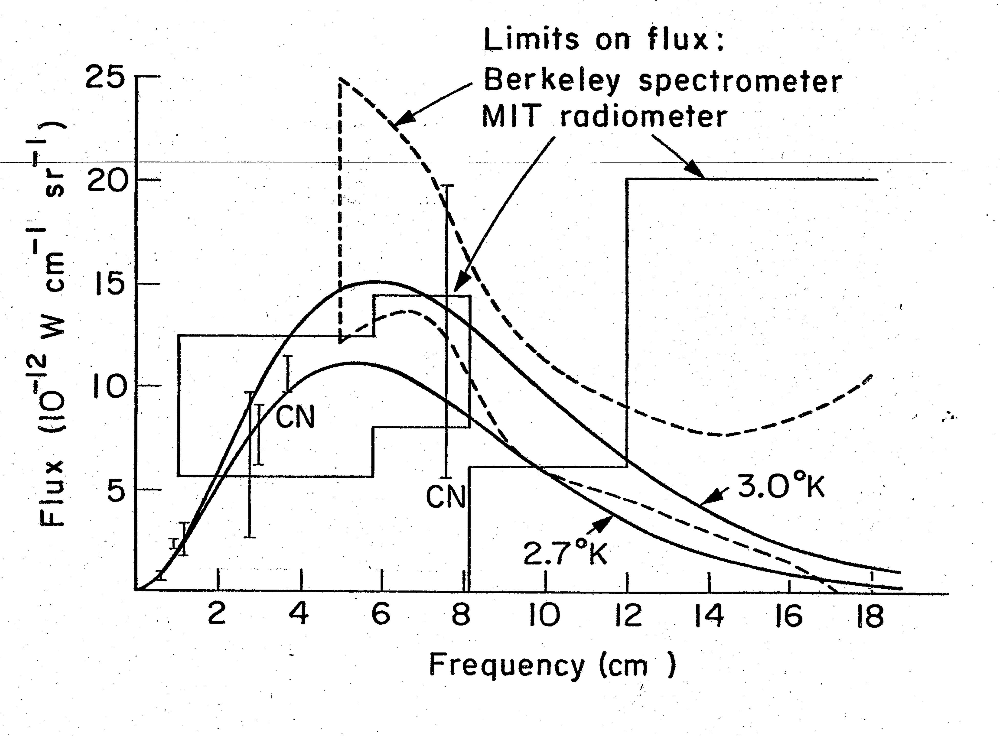 Limits on flux:
Berkeley spectrometer
MIT radiometer
25
20
15
10
5
Flux (10⁻¹² W cm⁻¹ sr⁻¹)
CN
CN
3.0°K
2.7°K
2 4 6 8 10 12 14 16 18
Frequency (cm )